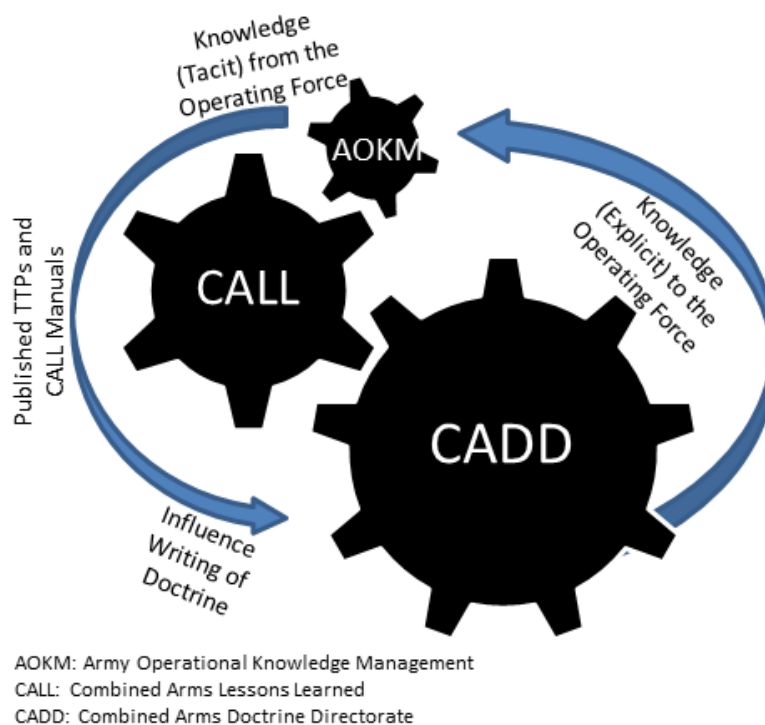 Knowledge
(Tacit) from the
Operating Force
AOKM
CALL
CADD
Published TTPs and
CALL Manuals
Influence
Writing of
Doctrine
Knowledge
(Explicit) to the
Operating Force
AOKM: Army Operational Knowledge Management
CALL: Combined Arms Lessons Learned
CADD: Combined Arms Doctrine Directorate